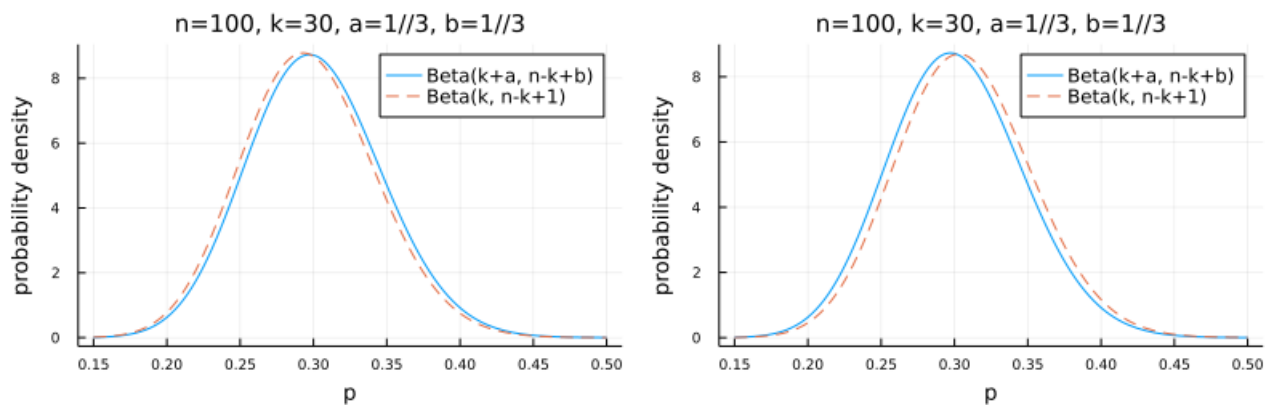 n=100, k=30, a=1//3, b=1//3
Beta(k+a, n-k+b)
Beta(k, n-k+1)
probability density
8
6
4
2
0
0.15 0.20 0.25 0.30 0.35 0.40 0.45 0.50
p
n=100, k=30, a=1//3, b=1//3
Beta(k+a, n-k+b)
Beta(k, n-k+1)
probability density
8
6
4
2
0
0.15 0.20 0.25 0.30 0.35 0.40 0.45 0.50
p